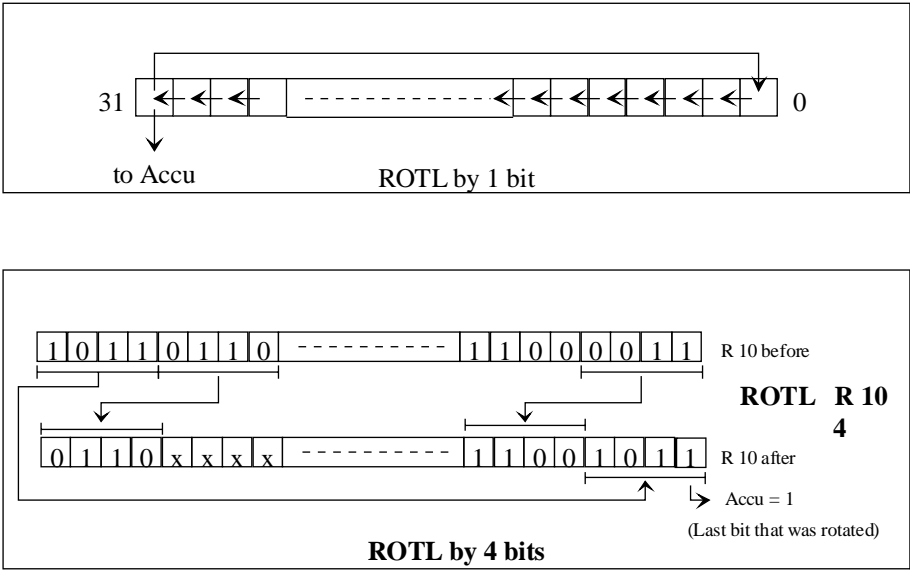 31 0
to Accu
ROTL by 1 bit
1 0 1 1 0 1 1 0 1 1 0 0 0 0 1 1 R 10 before
ROTL R 10
4
0 1 1 0 x x x x 1 1 0 0 1 0 1 1 R 10 after
Accu = 1
(Last bit that was rotated)
ROTL by 4 bits